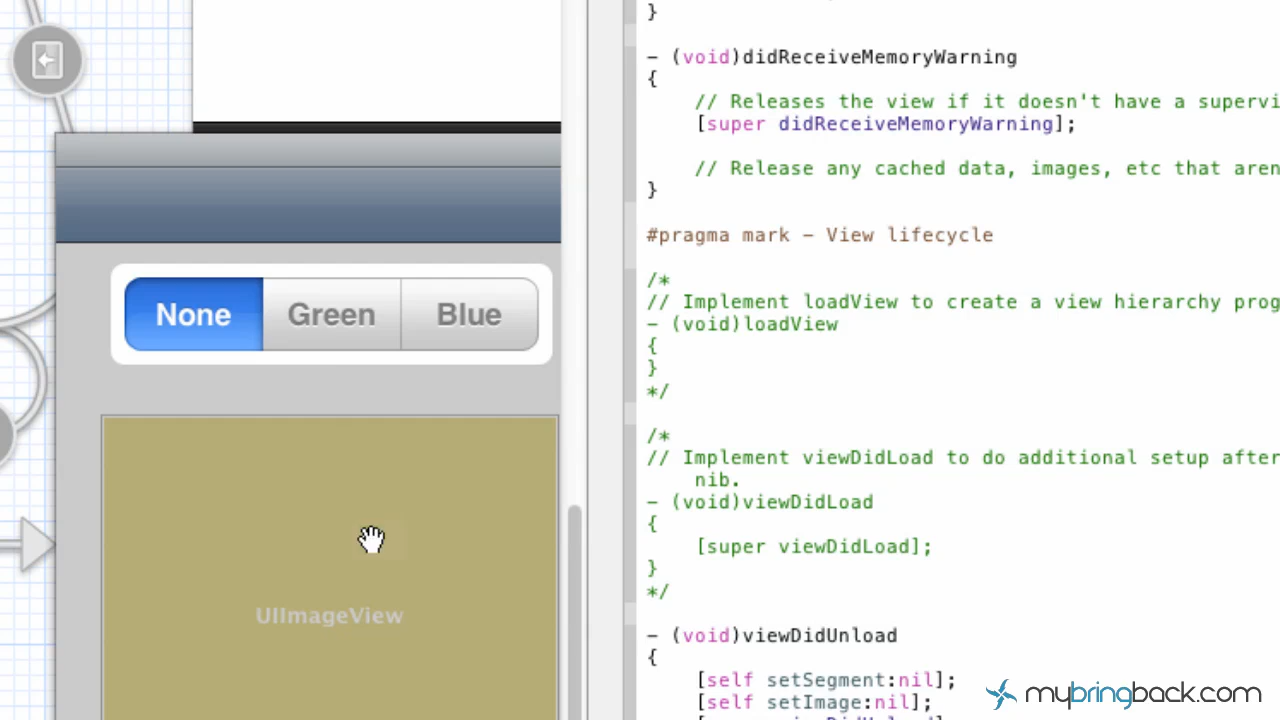 None
Green
Blue
UIImageView
}
- (void)didReceiveMemoryWarning
{
// Releases the view if it doesn't have a supervi
[super didReceiveMemoryWarning];
// Release any cached data, images, etc that aren
}
#pragma mark - View lifecycle
/*
// Implement loadView to create a view hierarchy prog
- (void)loadView
{
}
*/
/*
// Implement viewDidLoad to do additional setup after
nib.
- (void)viewDidLoad
{
[super viewDidLoad];
}
*/
- (void)viewDidUnload
{
[self setSegment:nil];
[self setImage:nil];
mybringback.com